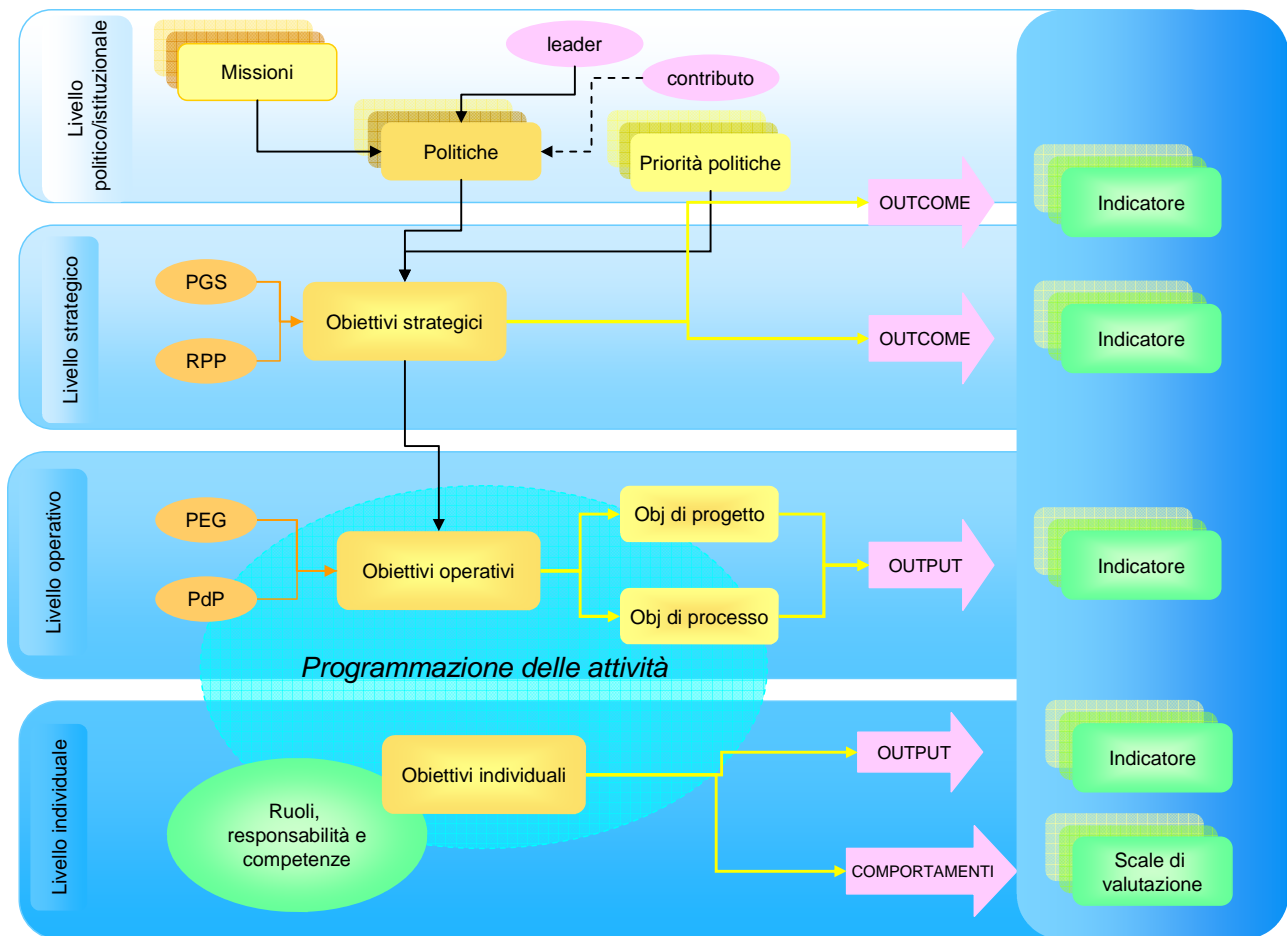 Livello
politico/istituzionale
Missioni
leader
contributo
Politiche
Priorità politiche
OUTCOME
Indicatore
Livello strategico
PGS
RPP
Obiettivi strategici
OUTCOME
Indicatore
Livello operativo
PEG
PdP
Obiettivi operativi
Obj di progetto
Obj di processo
OUTPUT
Indicatore
Programmazione delle attività
Livello individuale
Obiettivi individuali
Ruoli,
responsabilità e
competenze
OUTPUT
Indicatore
COMPORTAMENTI
Scale di
valutazione